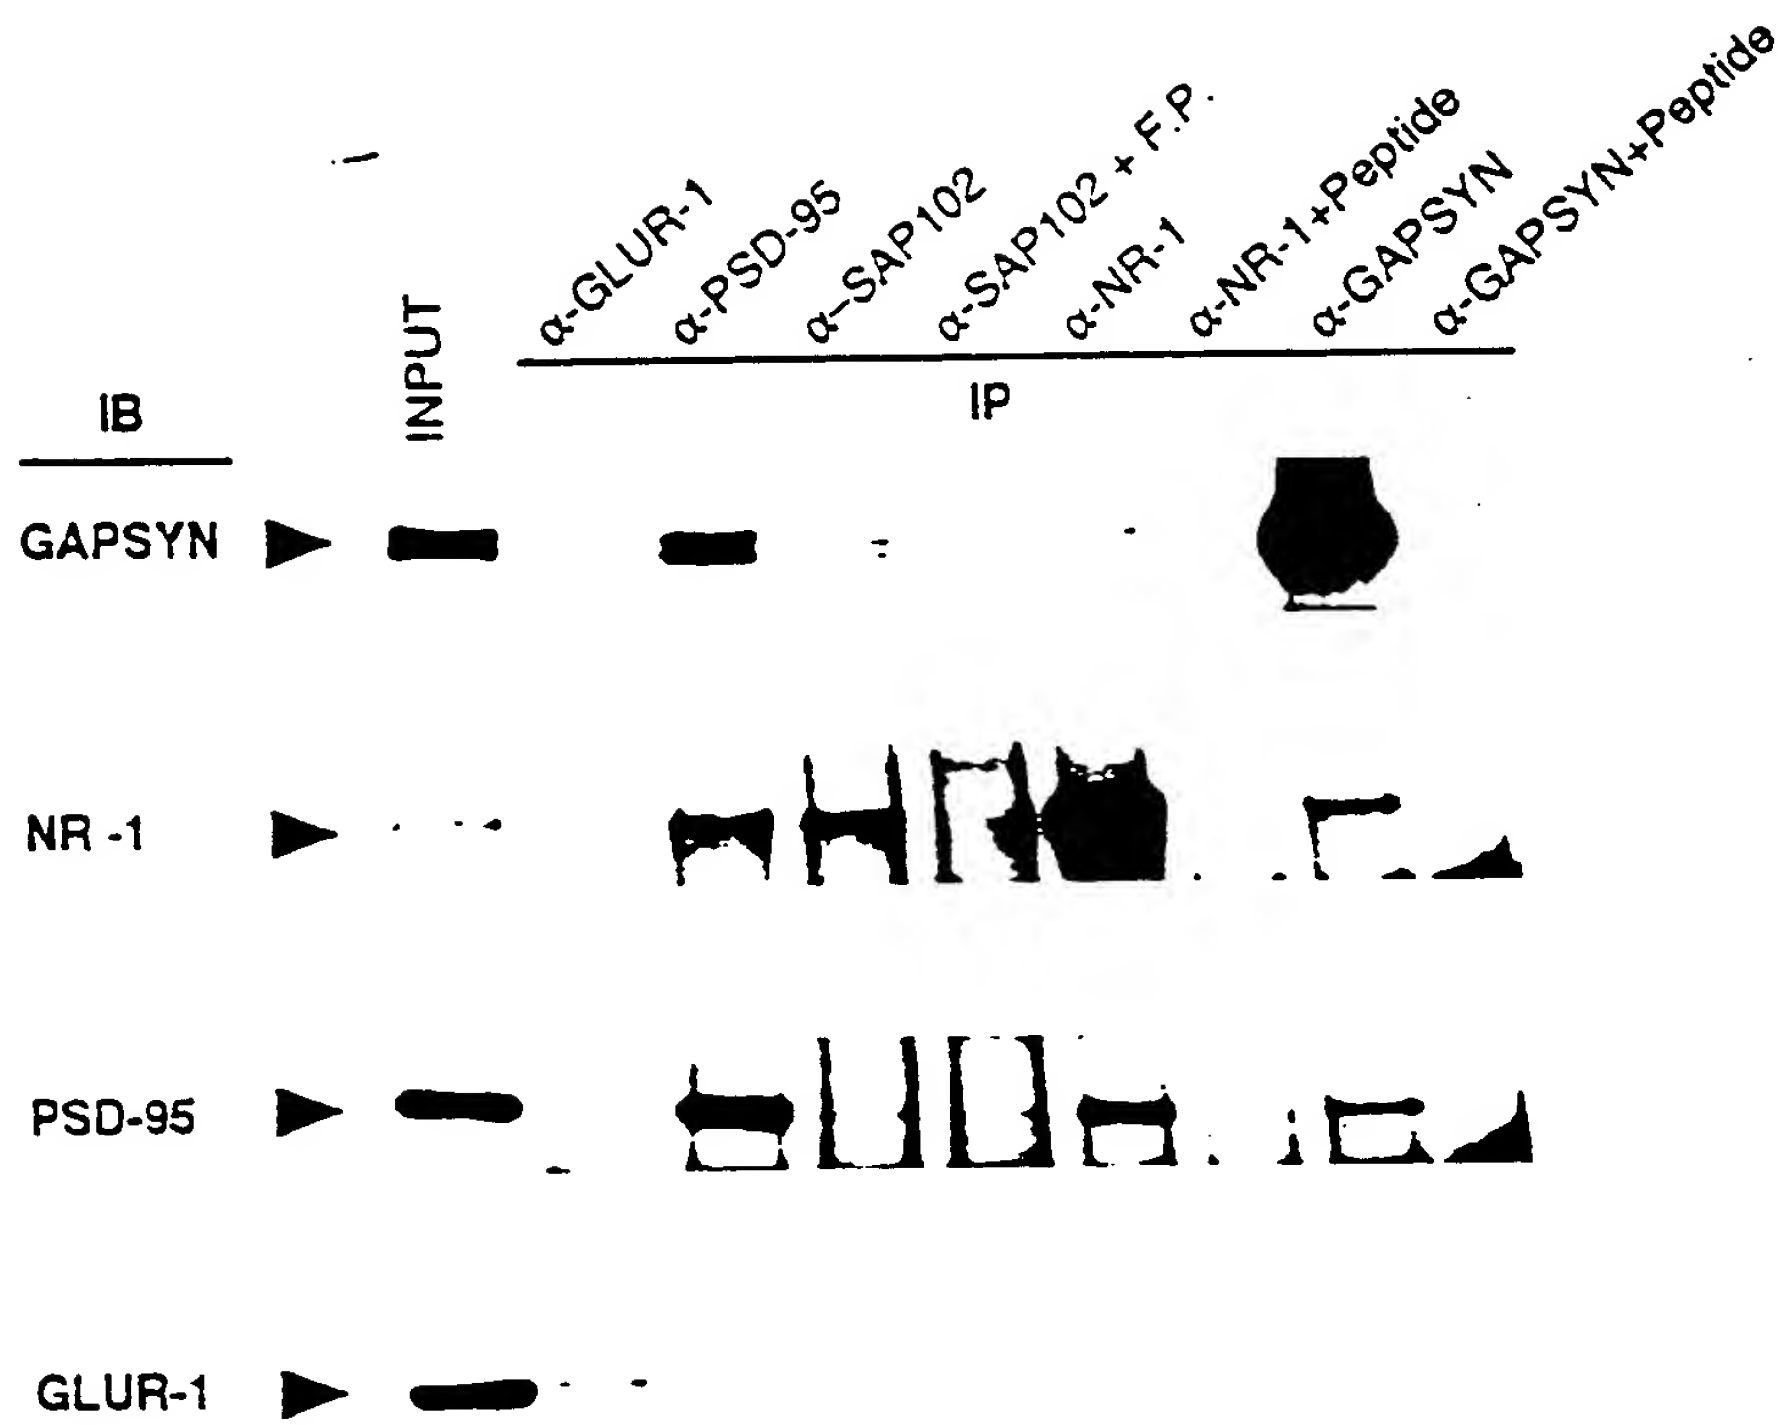 α-GLUR-1
α-PSD-95
α-SAP102
α-SAP102 + F.P.
α-NR-1
α-NR-1+Peptide
α-GAPSYN
α-GAPSYN+Peptide
INPUT
IP
IB
GAPSYN
NR -1
PSD-95
GLUR-1